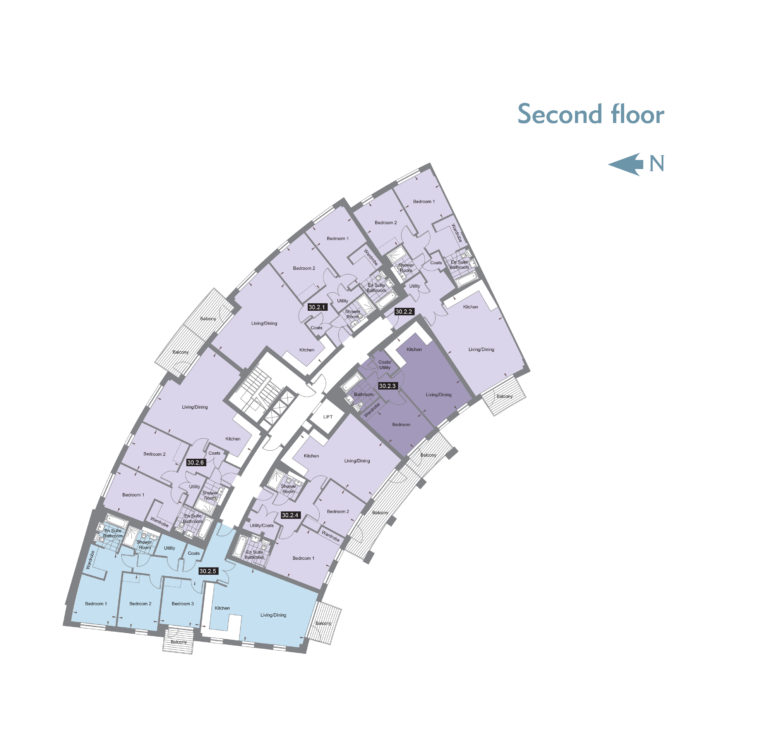 Second floor
N
Bedroom 1
Bedroom 2
Wardrobe
Shower
Room
Coats
En Suite
Bathroom
Utility
30.2.2
Kitchen
Living/Dining
Balcony
Bedroom 1
Bedroom 2
Wardrobe
En Suite
Bathroom
Utility
Shower
Room
30.2.1
Coats
Living/Dining
Kitchen
Balcony
Balcony
Kitchen
Coats/
Utility
30.2.3
Bathroom
Wardrobe
Living/Dining
Bedroom
Balcony
LIFT
Living/Dining
Kitchen
Bedroom 2
Coats
30.2.6
Utility
Bedroom 1
Shower
Room
Wardrobe
En Suite
Bathroom
Kitchen
Living/Dining
Shower
Room
Bedroom 2
30.2.4
Utility/Coats
Wardrobe
En Suite
Bathroom
Bedroom 1
Balcony
En Suite
Bathroom
Shower
Room
Utility
Coats
Wardrobe
30.2.5
Bedroom 1
Bedroom 2
Bedroom 3
Kitchen
Living/Dining
Balcony
Balcony